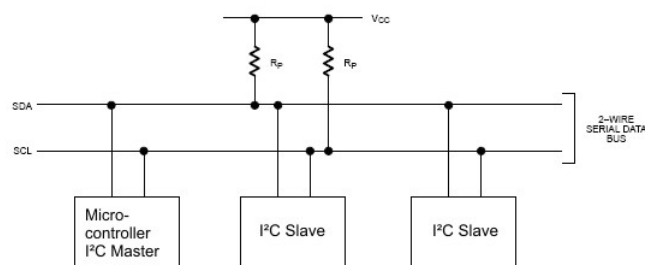 Vcc
Rp
Rp
SDA
SCL
2–WIRE
SERIAL DATA
BUS
Micro-
controller
I²C Master
I²C Slave
I²C Slave